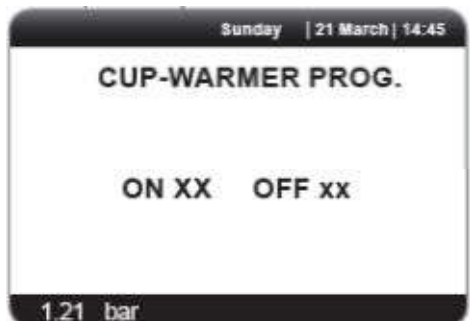 Sunday | 21 March | 14:45
CUP-WARMER PROG.
ON XX OFF xx
1.21 bar